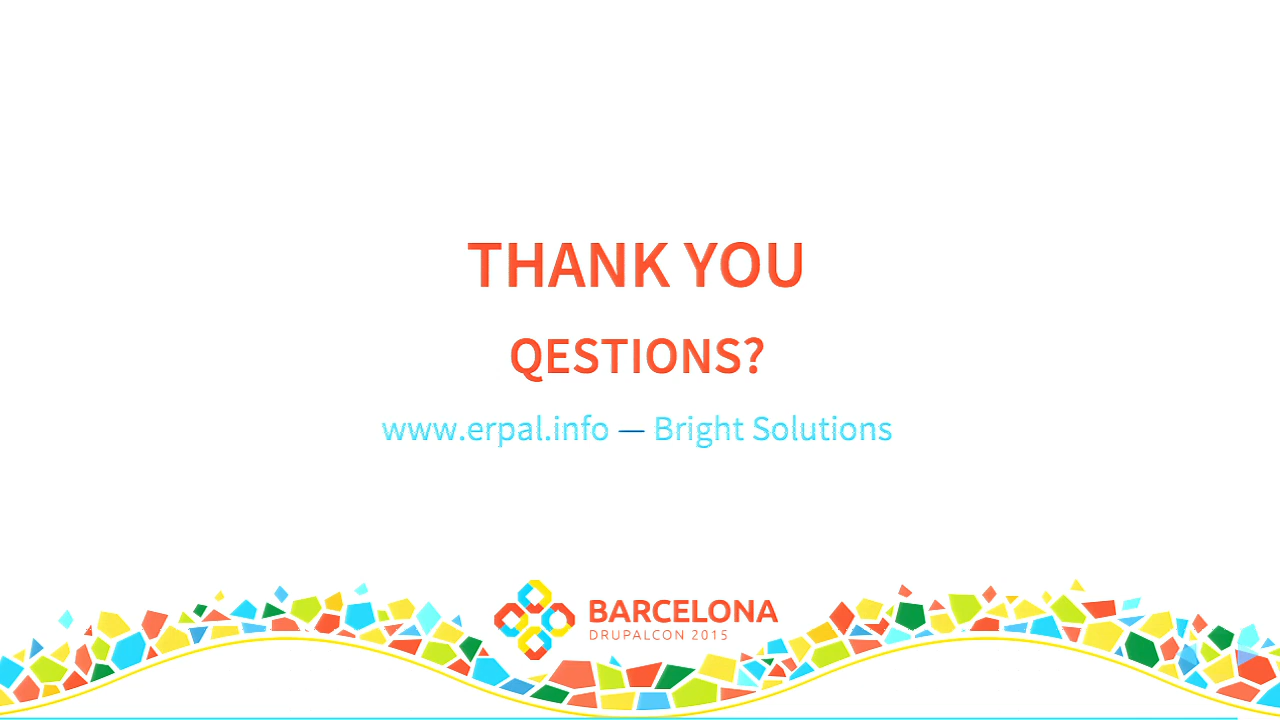 THANK YOU
QESTIONS?
www.erpal.info — Bright Solutions
BARCELONA
DRUPALCON 2015